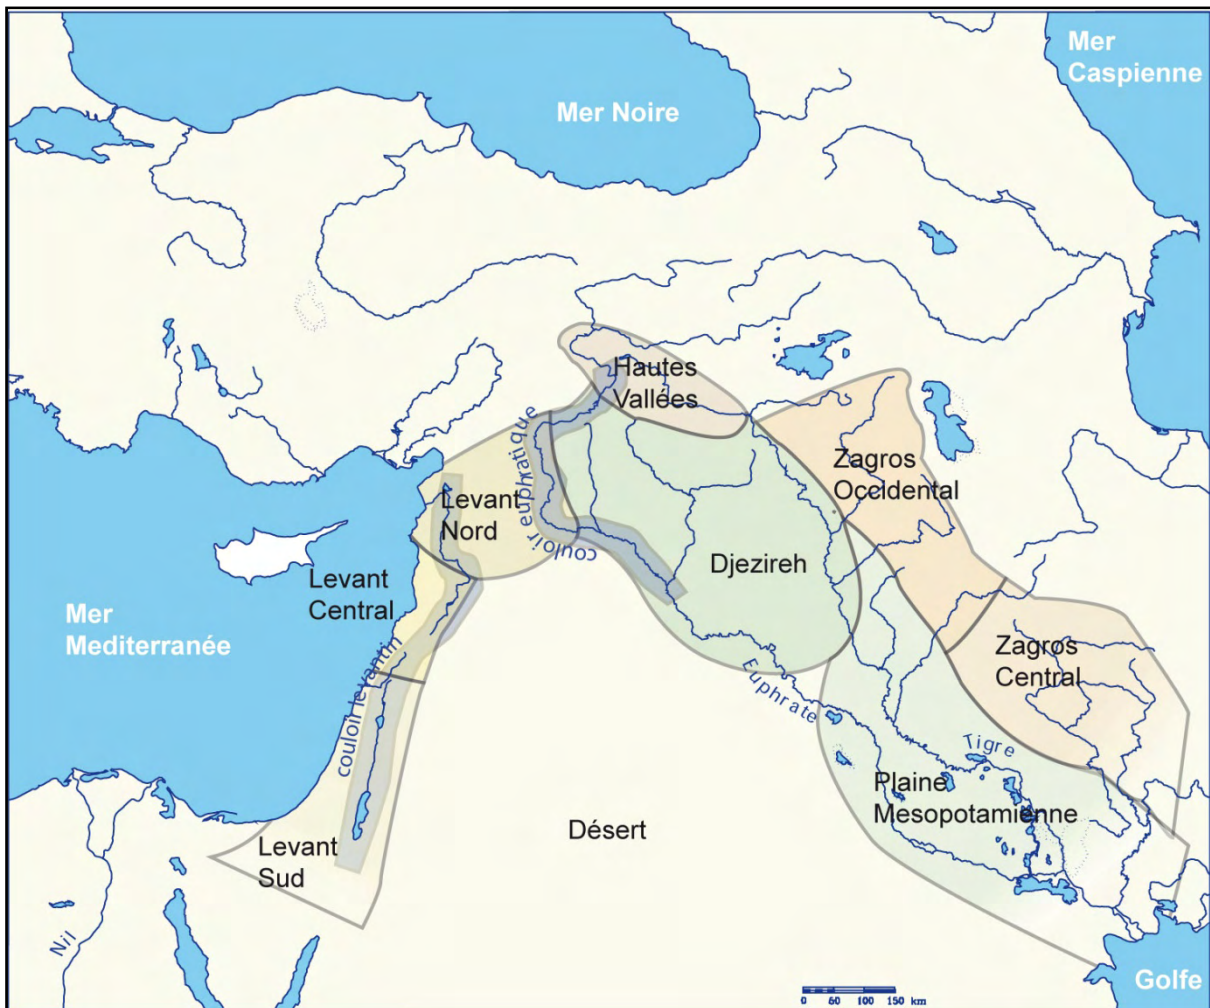 Mer
Caspienne
Mer Noire
Hautes
Vallées
couloir euphratique
Zagros
Occidental
Levant
Nord
couloir
Djezireh
Levant
Central
Mer
Mediterranée
couloir levantin
Zagros
Central
Euphrate
Tigre
Plaine
Mesopotamienne
Désert
Levant
Sud
Nil
Golfe
0 50 100 150 km